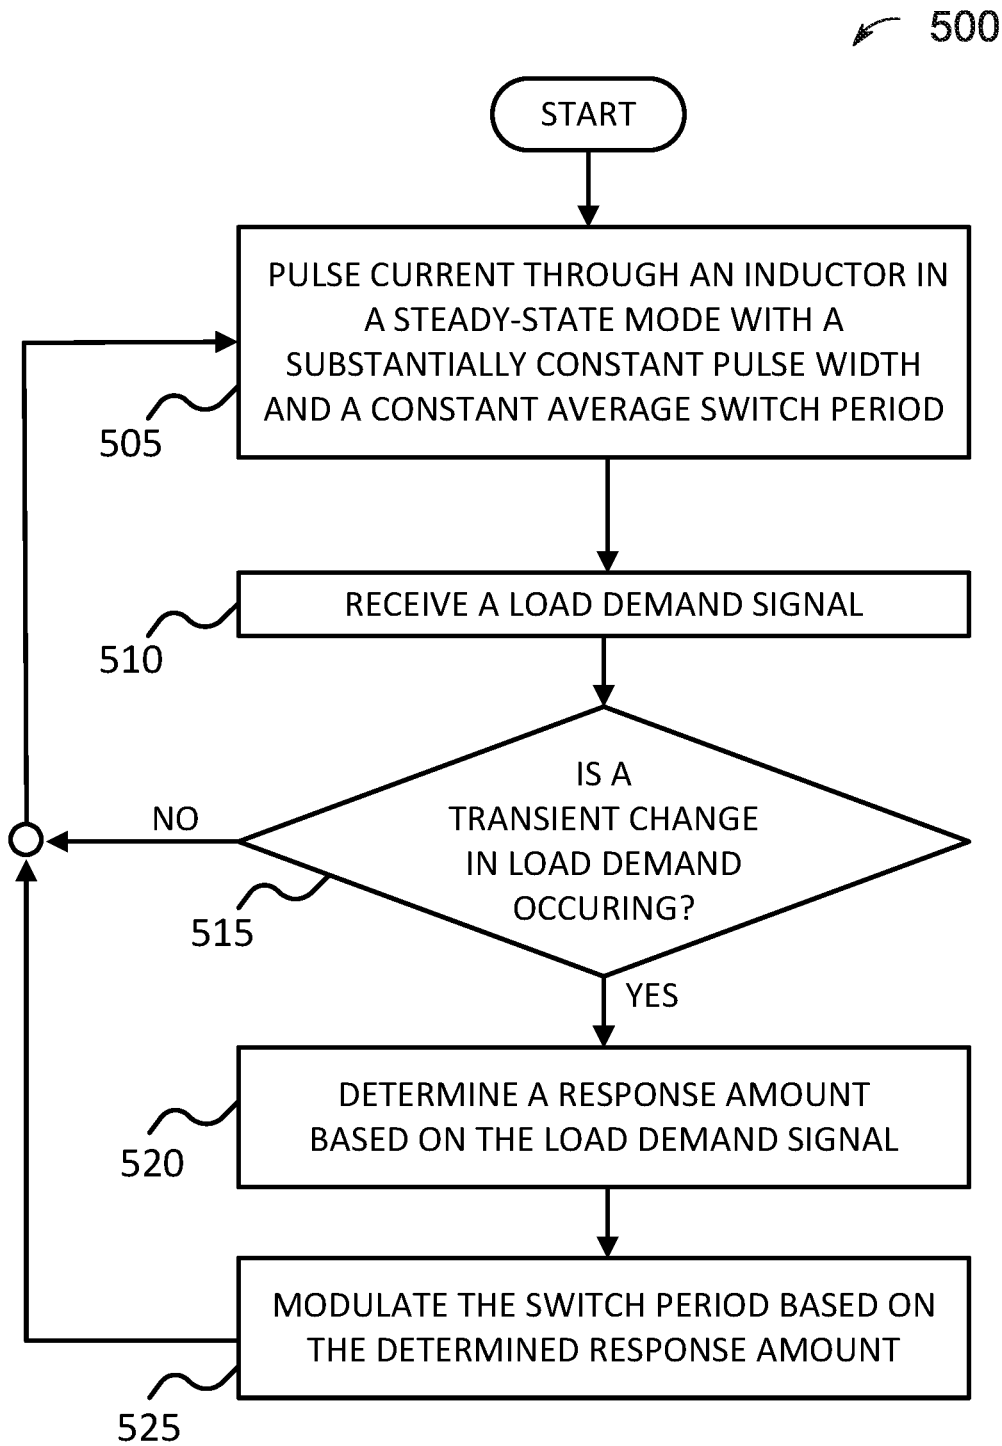 500
START
PULSE CURRENT THROUGH AN INDUCTOR IN
A STEADY-STATE MODE WITH A
SUBSTANTIALLY CONSTANT PULSE WIDTH
AND A CONSTANT AVERAGE SWITCH PERIOD
505
RECEIVE A LOAD DEMAND SIGNAL
510
IS A
TRANSIENT CHANGE
IN LOAD DEMAND
OCCURING?
NO
515
YES
DETERMINE A RESPONSE AMOUNT
BASED ON THE LOAD DEMAND SIGNAL
520
MODULATE THE SWITCH PERIOD BASED ON
THE DETERMINED RESPONSE AMOUNT
525